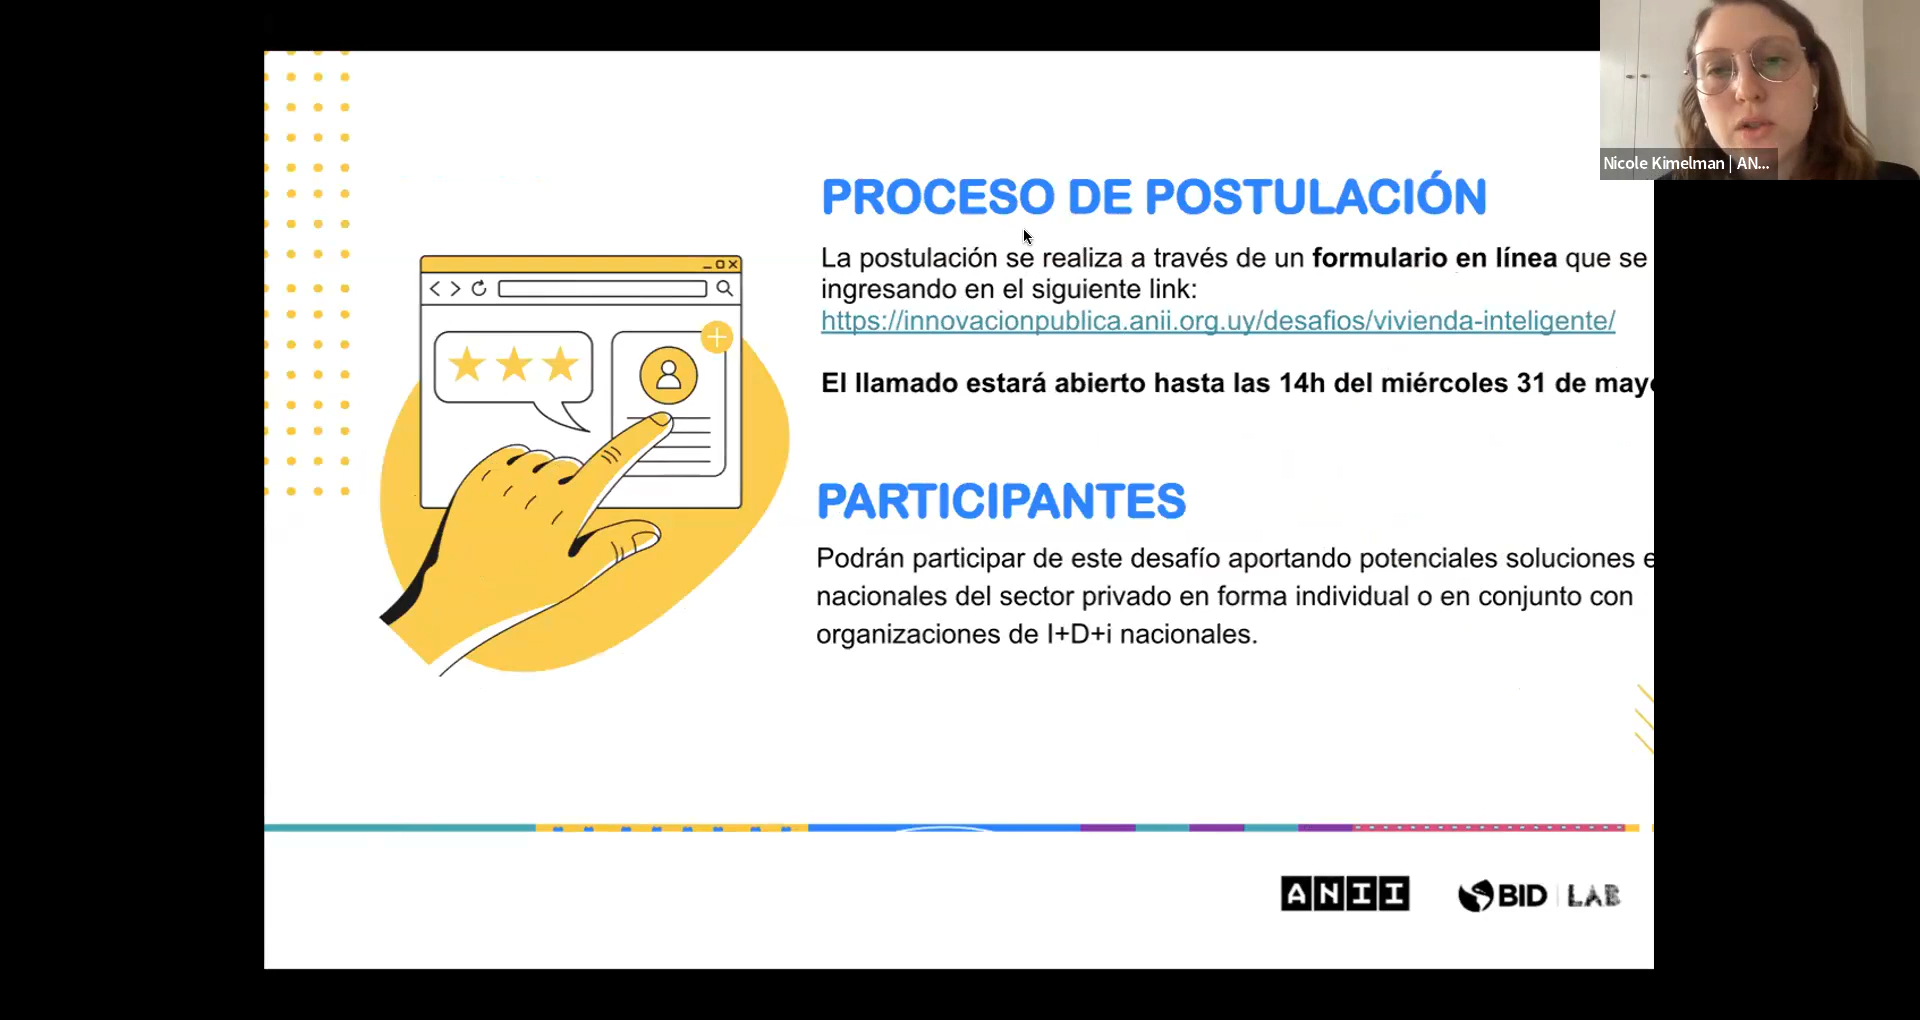 Nicole Kimelman | AN...
PROCESO DE POSTULACIÓN
La postulación se realiza a través de un formulario en línea que se
ingresando en el siguiente link:
https://innovacionpublica.anii.org.uy/desafios/vivienda-inteligente/
El llamado estará abierto hasta las 14h del miércoles 31 de mayo
PARTICIPANTES
Podrán participar de este desafío aportando potenciales soluciones e
nacionales del sector privado en forma individual o en conjunto con
organizaciones de I+D+i nacionales.
ANII
BID | LAB